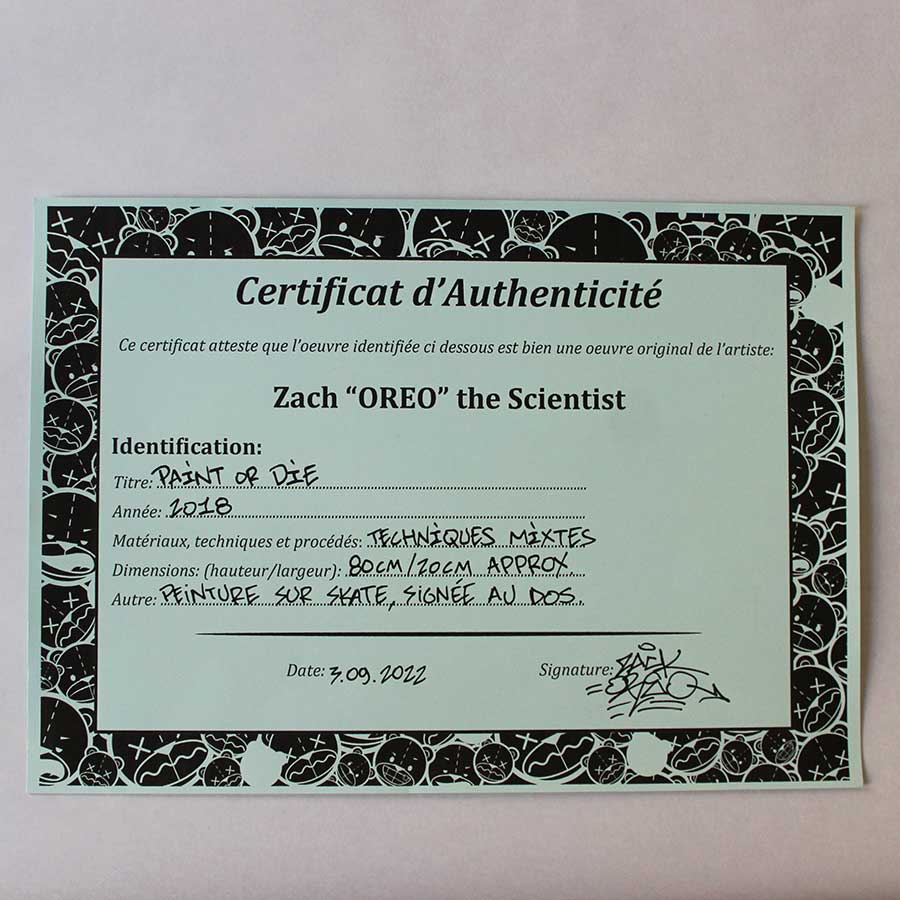 Certificat d'Authenticité
Ce certificat atteste que l'oeuvre identifiée ci dessous est bien une oeuvre original de l'artiste:
Zach "OREO" the Scientist
Identification:
Titre: PAINT OR DIE
Année: 2018
Matériaux, techniques et procédés: TECHNIQUES MIXTES
Dimensions: (hauteur/largeur): 80CM/20CM APPROX.
Autre: PEINTURE SUR SKATE, SIGNÉE AU DOS.
Date: 3.09.2022 Signature: